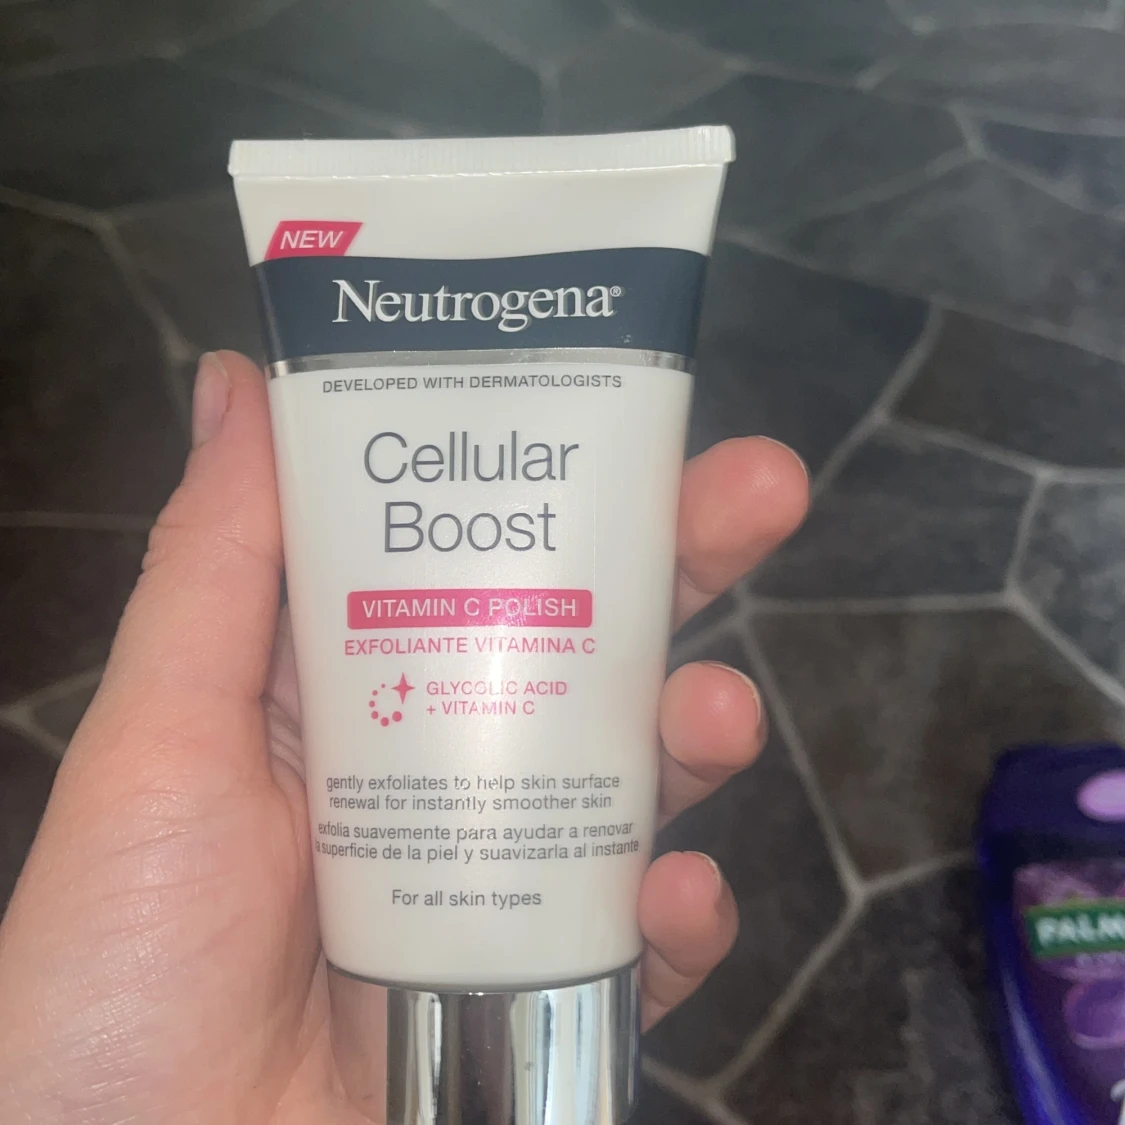 NEW
Neutrogena®
DEVELOPED WITH DERMATOLOGISTS
Cellular
Boost
VITAMIN C POLISH
EXFOLIANTE VITAMINA C
GLYCOLIC ACID
+ VITAMIN C
gently exfoliates to help skin surface
renewal for instantly smoother skin
exfolia suavemente para ayudar a renovar
a superficie de la piel y suavizarla al instante
For all skin types
PALM